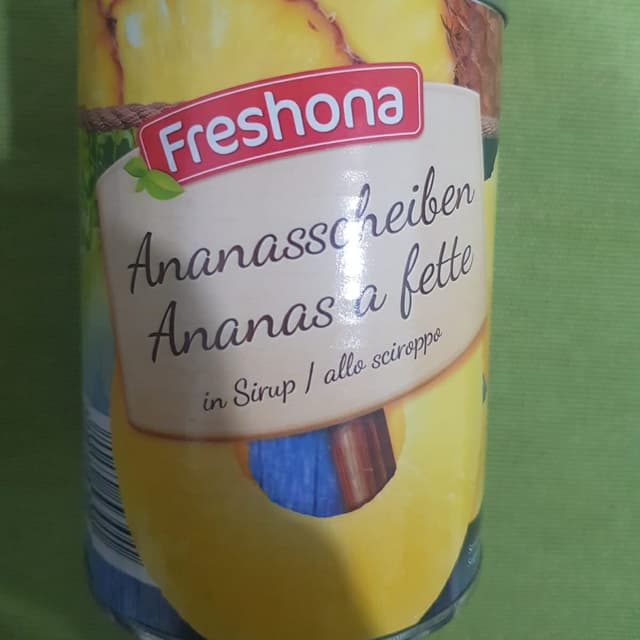 Freshona
Ananasscheiben
Ananas a fette
in Sirup / allo sciroppo